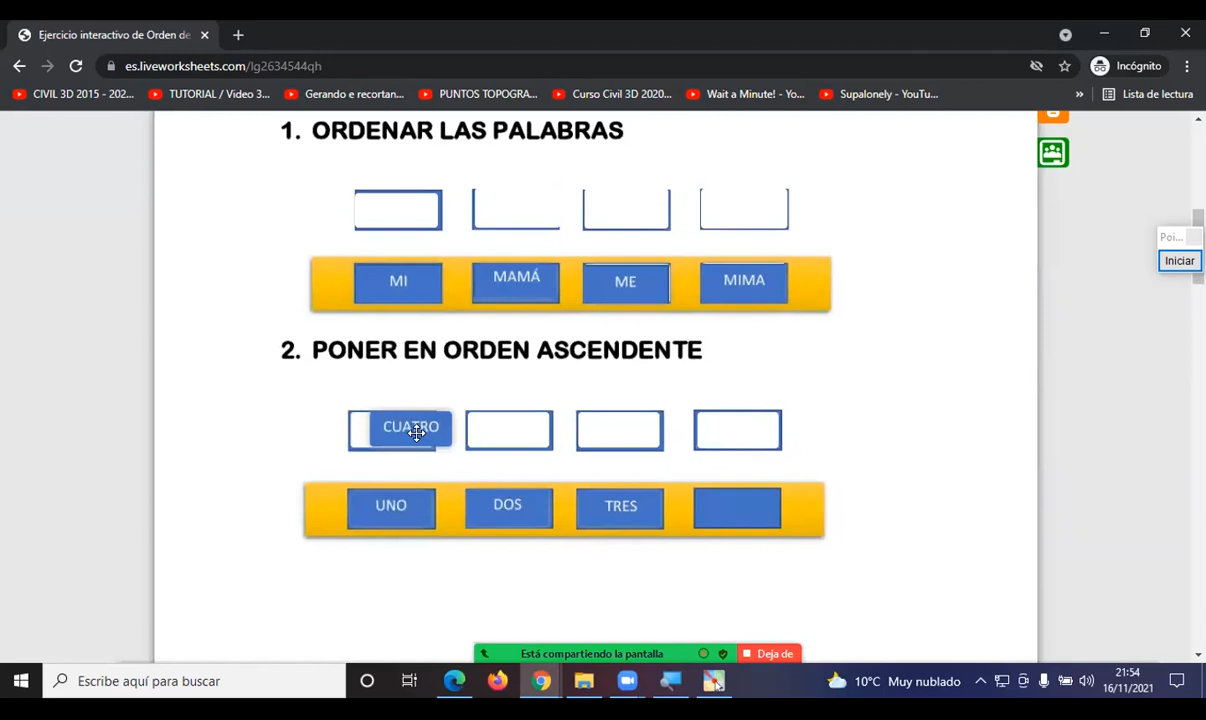 Ejercicio interactivo de Orden de
es.liveworksheets.com/lg2634544qh
Incógnito
CIVIL 3D 2015 - 202...
TUTORIAL / Video 3...
Gerando e recortan...
PUNTOS TOPOGRA...
Curso Civil 3D 2020...
Wait a Minute! - Yo...
Supalonely - YouTu...
Lista de lectura
1. ORDENAR LAS PALABRAS
Poi...
Iniciar
MI MAMÁ ME MIMA
2. PONER EN ORDEN ASCENDENTE
CUATRO
UNO DOS TRES
Está compartiendo la pantalla
Deja de
Escribe aquí para buscar
10°C Muy nublado
21:54
16/11/2021